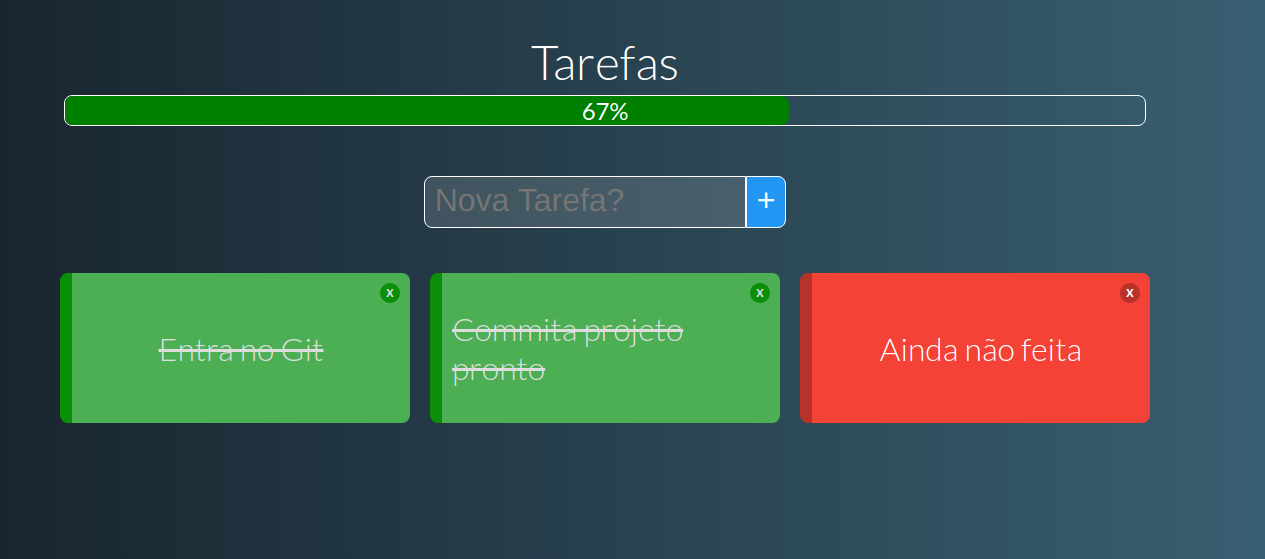 Tarefas
67%
Nova Tarefa?
+
x
Entra no Git
x
Commita projeto
pronto
x
Ainda não feita